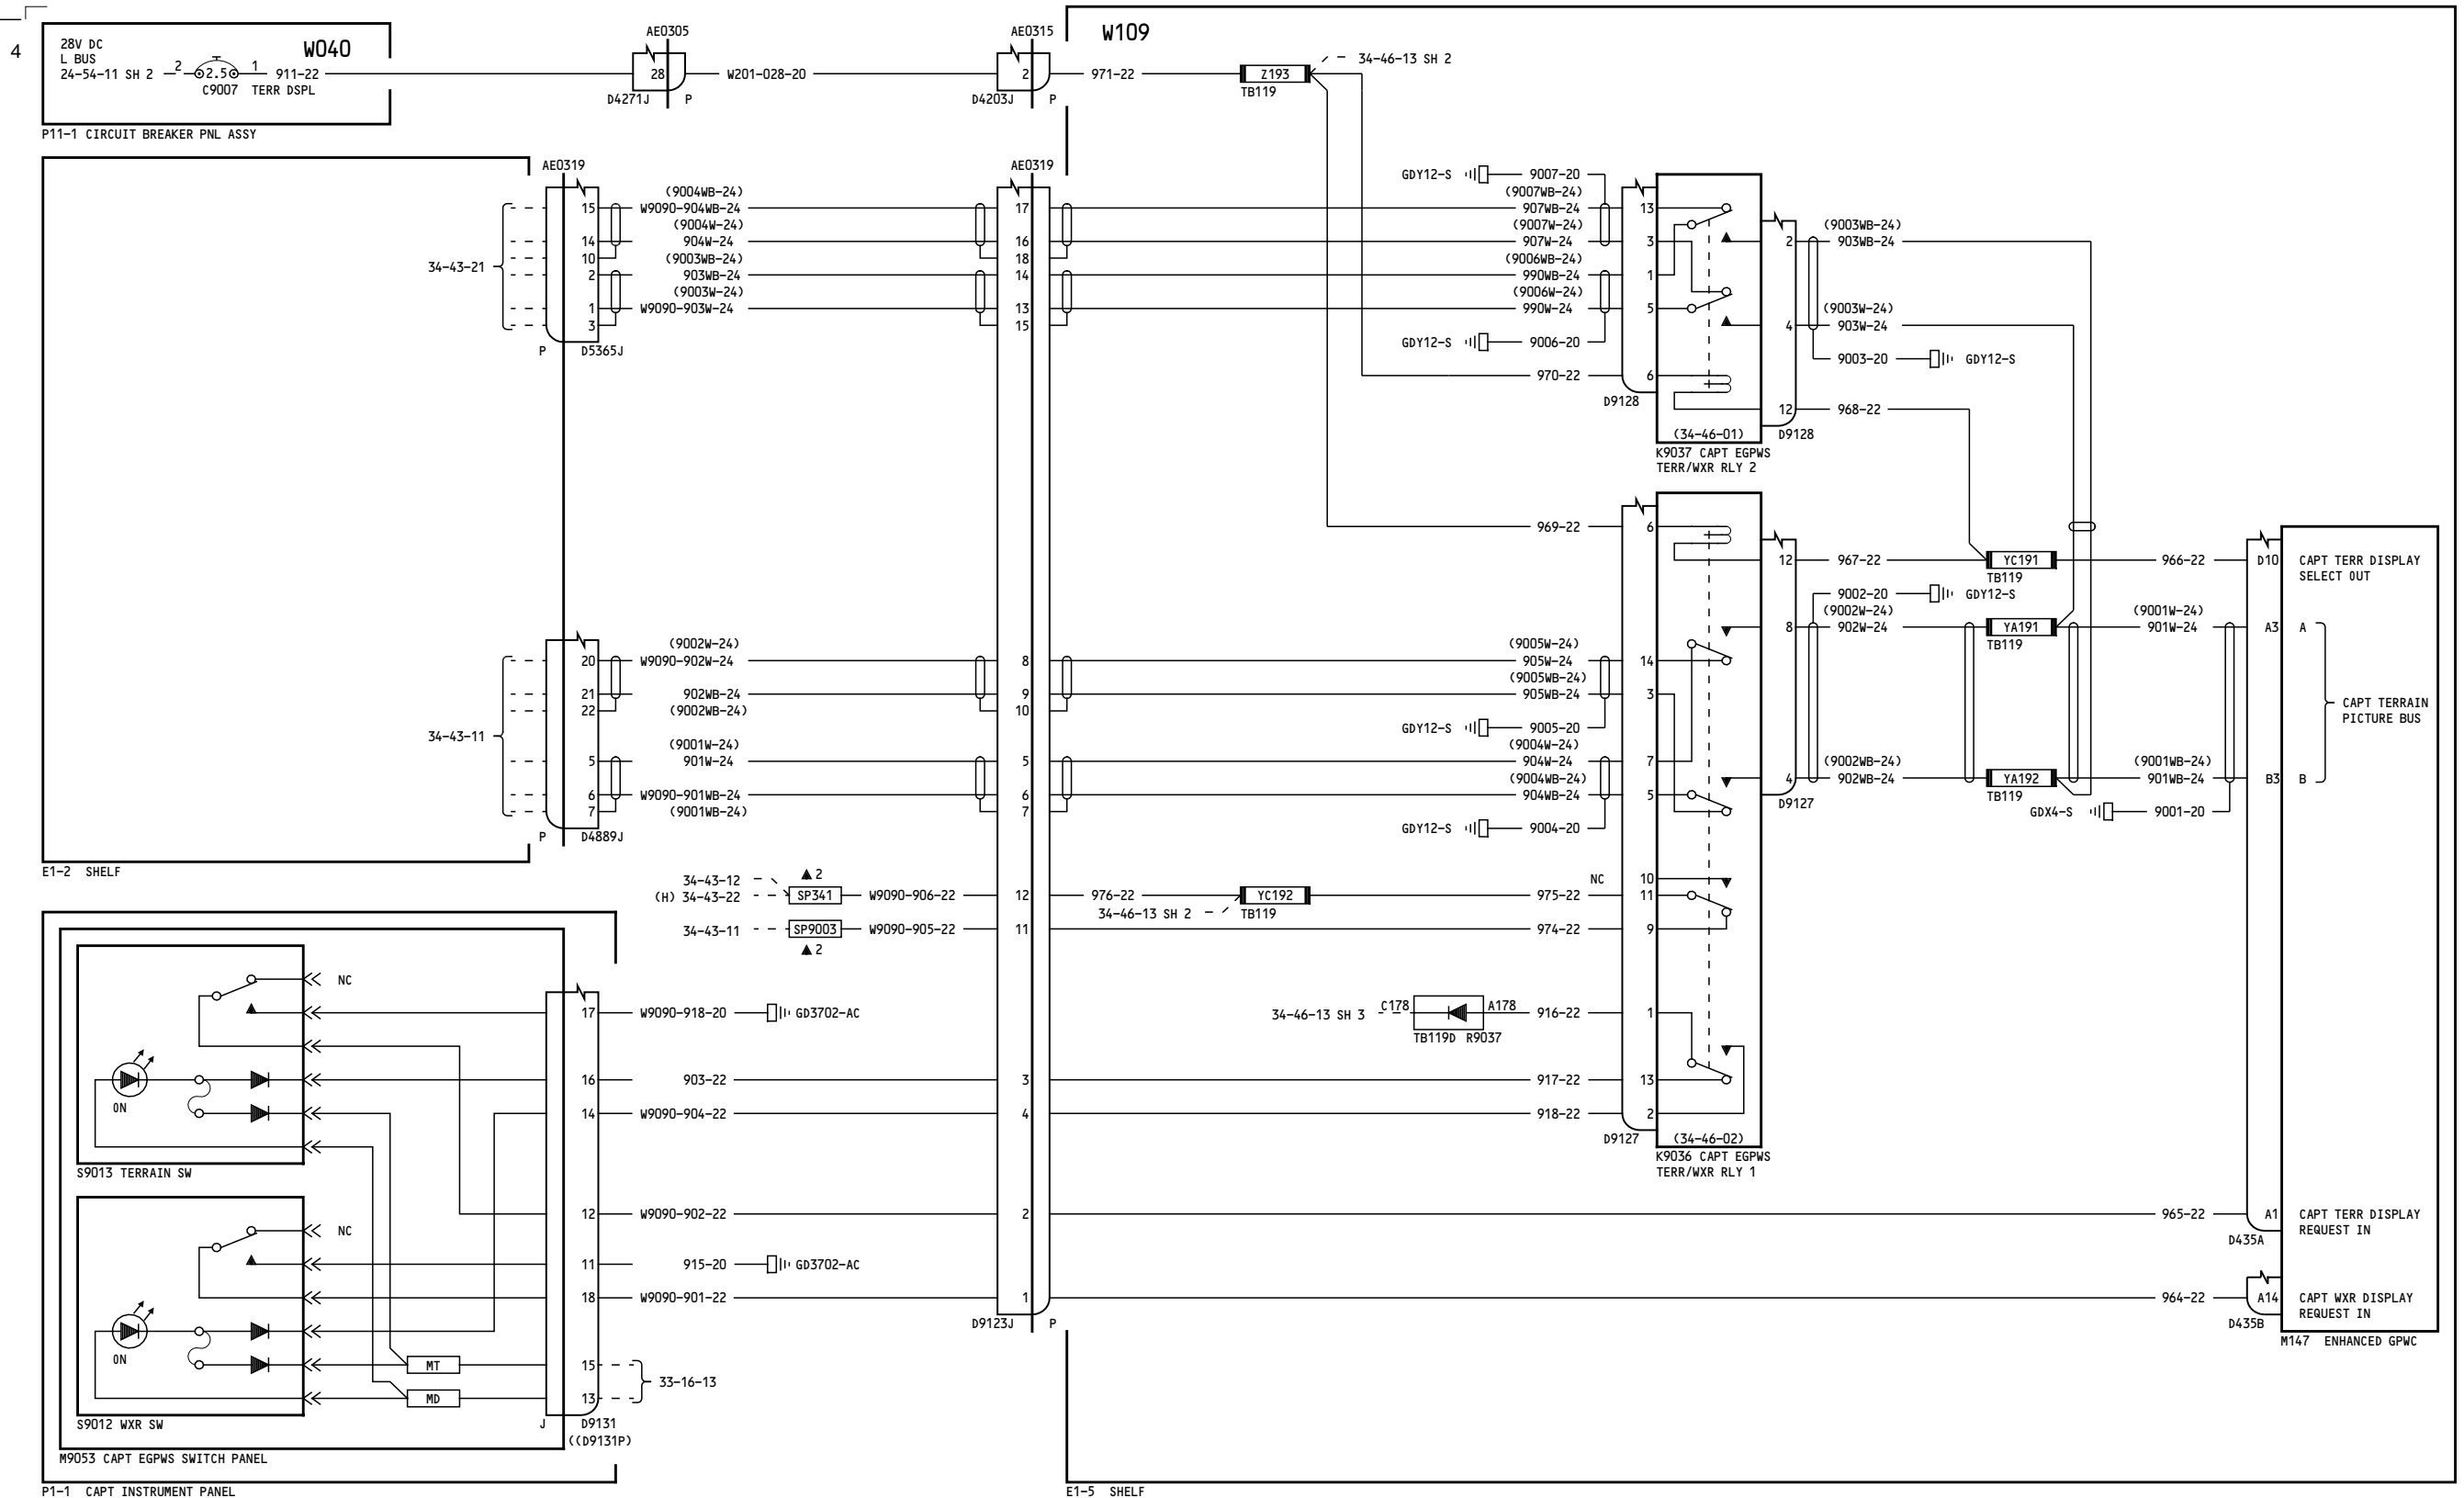 4
28V DC
L BUS
24-54-11 SH 2
2
2.5
1
911-22
W040
C9007 TERR DSPL
P11-1 CIRCUIT BREAKER PNL ASSY
AE0305
28
D4271J
P
W201-028-20
AE0315
2
D4203J
P
W109
971-22
Z193
TB119
34-46-13 SH 2
AE0319
34-43-21
15
14
10
2
1
3
P
D5365J
(9004WB-24)
W9090-904WB-24
(9004W-24)
904W-24
(9003WB-24)
903WB-24
(9003W-24)
W9090-903W-24
AE0319
17
16
18
14
13
15
GDY12-S
9007-20
(9007WB-24)
907WB-24
(9007W-24)
907W-24
(9006WB-24)
990WB-24
(9006W-24)
990W-24
GDY12-S
9006-20
970-22
13
3
1
5
6
D9128
2
4
12
D9128
(34-46-01)
K9037 CAPT EGPWS
TERR/WXR RLY 2
(9003WB-24)
903WB-24
(9003W-24)
903W-24
9003-20
GDY12-S
968-22
34-43-11
20
21
22
5
6
7
P
D4889J
E1-2 SHELF
(9002W-24)
W9090-902W-24
902WB-24
(9002WB-24)
(9001W-24)
901W-24
W9090-901WB-24
(9001WB-24)
8
9
10
5
6
7
969-22
(9005W-24)
905W-24
(9005WB-24)
905WB-24
GDY12-S
9005-20
(9004W-24)
904W-24
(9004WB-24)
904WB-24
GDY12-S
9004-20
6
14
3
7
5
12
8
4
D9127
967-22
9002-20
GDY12-S
(9002W-24)
902W-24
(9002WB-24)
902WB-24
YC191
TB119
YA191
TB119
YA192
TB119
966-22
(9001W-24)
901W-24
(9001WB-24)
901WB-24
GDX4-S
9001-20
D10
CAPT TERR DISPLAY
SELECT OUT
A3
A
B3
B
CAPT TERRAIN
PICTURE BUS
34-43-12
(H) 34-43-22
2
SP341
W9090-906-22
12
976-22
34-46-13 SH 2
YC192
TB119
975-22
34-43-11
SP9003
2
W9090-905-22
11
974-22
NC
10
11
9
34-46-13 SH 3
C178
A178
TB119D R9037
916-22
1
917-22
13
918-22
2
D9127
(34-46-02)
K9036 CAPT EGPWS
TERR/WXR RLY 1
NC
ON
S9013 TERRAIN SW
NC
ON
S9012 WXR SW
MT
MD
17
16
14
12
11
18
15
13
J
D9131
((D9131P)
M9053 CAPT EGPWS SWITCH PANEL
P1-1 CAPT INSTRUMENT PANEL
W9090-918-20
GD3702-AC
903-22
W9090-904-22
W9090-902-22
915-20
GD3702-AC
W9090-901-22
33-16-13
3
4
2
1
D9123J
P
965-22
A1
CAPT TERR DISPLAY
REQUEST IN
D435A
964-22
A14
CAPT WXR DISPLAY
REQUEST IN
D435B
M147 ENHANCED GPWC
E1-5 SHELF